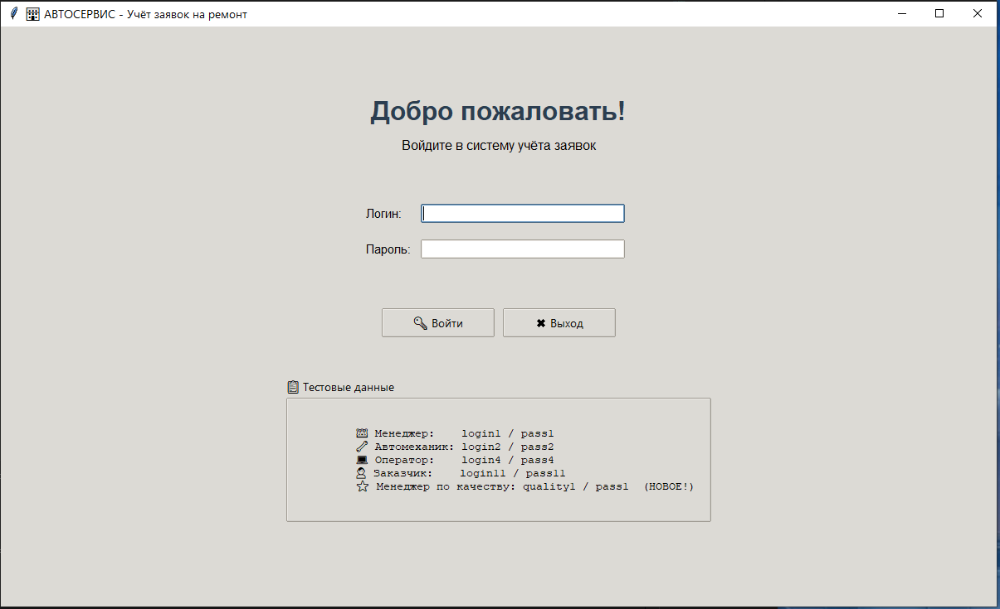 АВТОСЕРВИС - Учёт заявок на ремонт
Добро пожаловать!
Войдите в систему учёта заявок
Логин:
Пароль:
Войти
Выход
Тестовые данные
Менеджер: login1 / pass1
Автомеханик: login2 / pass2
Оператор: login4 / pass4
Заказчик: login11 / pass11
Менеджер по качеству: quality1 / pass1 (НОВОЕ!)